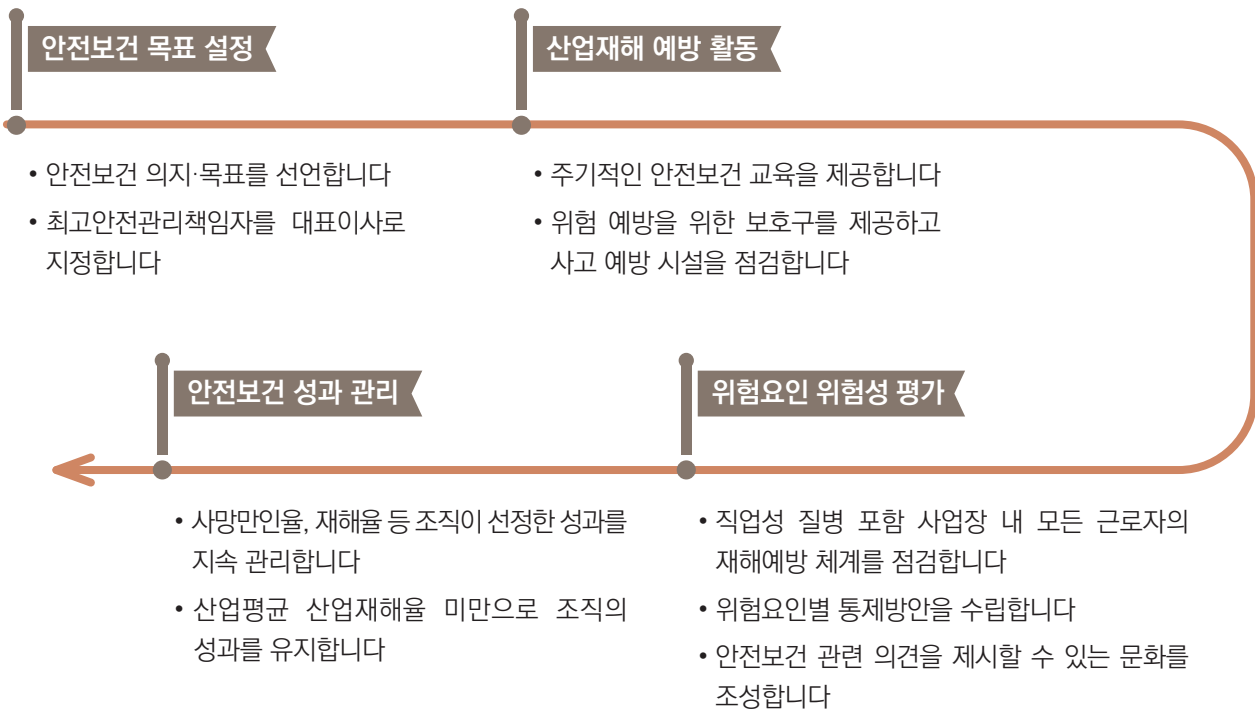 안전보건 목표 설정
• 안전보건 의지·목표를 선언합니다
• 최고안전관리책임자를 대표이사로
지정합니다
산업재해 예방 활동
• 주기적인 안전보건 교육을 제공합니다
• 위험 예방을 위한 보호구를 제공하고
사고 예방 시설을 점검합니다
위험요인 위험성 평가
• 직업성 질병 포함 사업장 내 모든 근로자의
재해예방 체계를 점검합니다
• 위험요인별 통제방안을 수립합니다
• 안전보건 관련 의견을 제시할 수 있는 문화를
조성합니다
안전보건 성과 관리
• 사망만인율, 재해율 등 조직이 선정한 성과를
지속 관리합니다
• 산업평균 산업재해율 미만으로 조직의
성과를 유지합니다